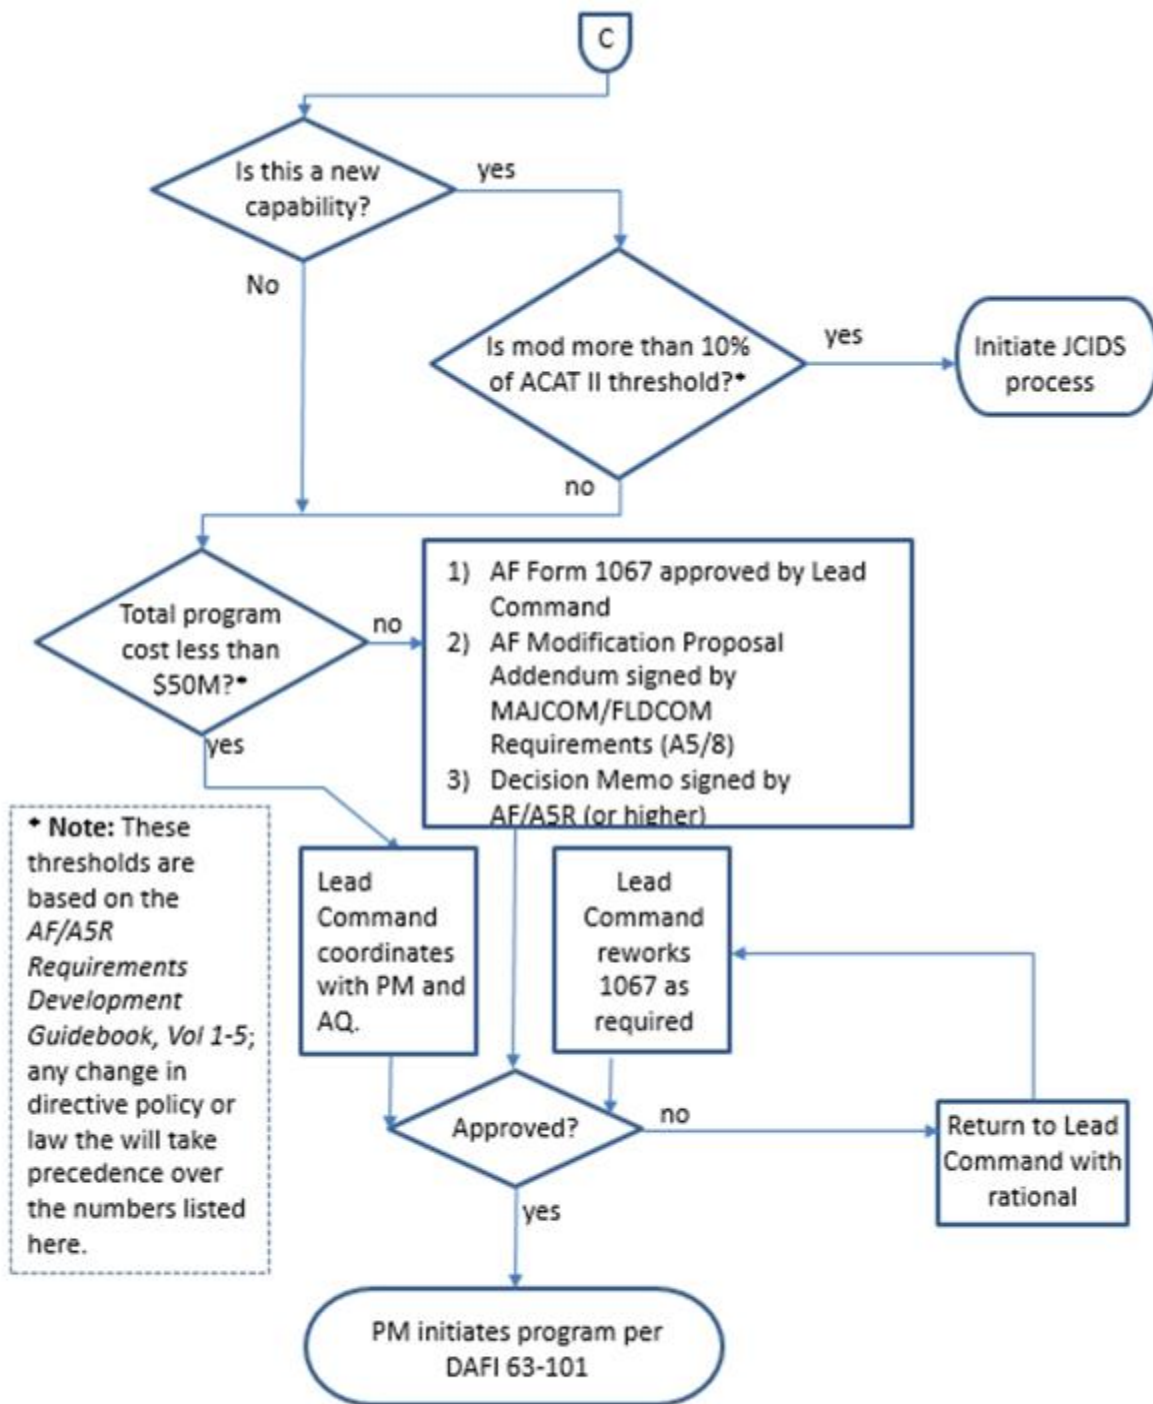 C
Is this a new
capability?
yes
No
Is mod more than 10%
of ACAT II threshold?*
yes
Initiate JCIDS
process
no
Total program
cost less than
$50M?*
no
yes
1) AF Form 1067 approved by Lead
Command
2) AF Modification Proposal
Addendum signed by
MAJCOM/FLDCOM
Requirements (A5/8)
3) Decision Memo signed by
AF/A5R (or higher)
* Note: These
thresholds are
based on the
AF/A5R
Requirements
Development
Guidebook, Vol 1-5;
any change in
directive policy or
law the will take
precedence over
the numbers listed
here.
Lead
Command
coordinates
with PM and
AQ.
Lead
Command
reworks
1067 as
required
Approved?
no
Return to Lead
Command with
rational
yes
PM initiates program per
DAFI 63-101